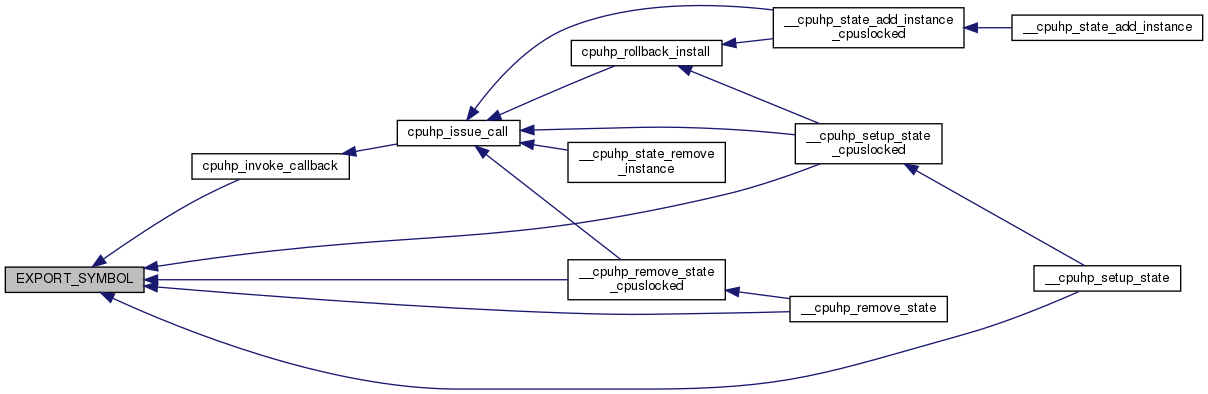 __cpuhp_state_add_instance
_cpuslocked
__cpuhp_state_add_instance
cpuhp_rollback_install
cpuhp_issue_call
__cpuhp_setup_state
_cpuslocked
__cpuhp_state_remove
_instance
cpuhp_invoke_callback
EXPORT_SYMBOL
__cpuhp_remove_state
_cpuslocked
__cpuhp_setup_state
__cpuhp_remove_state